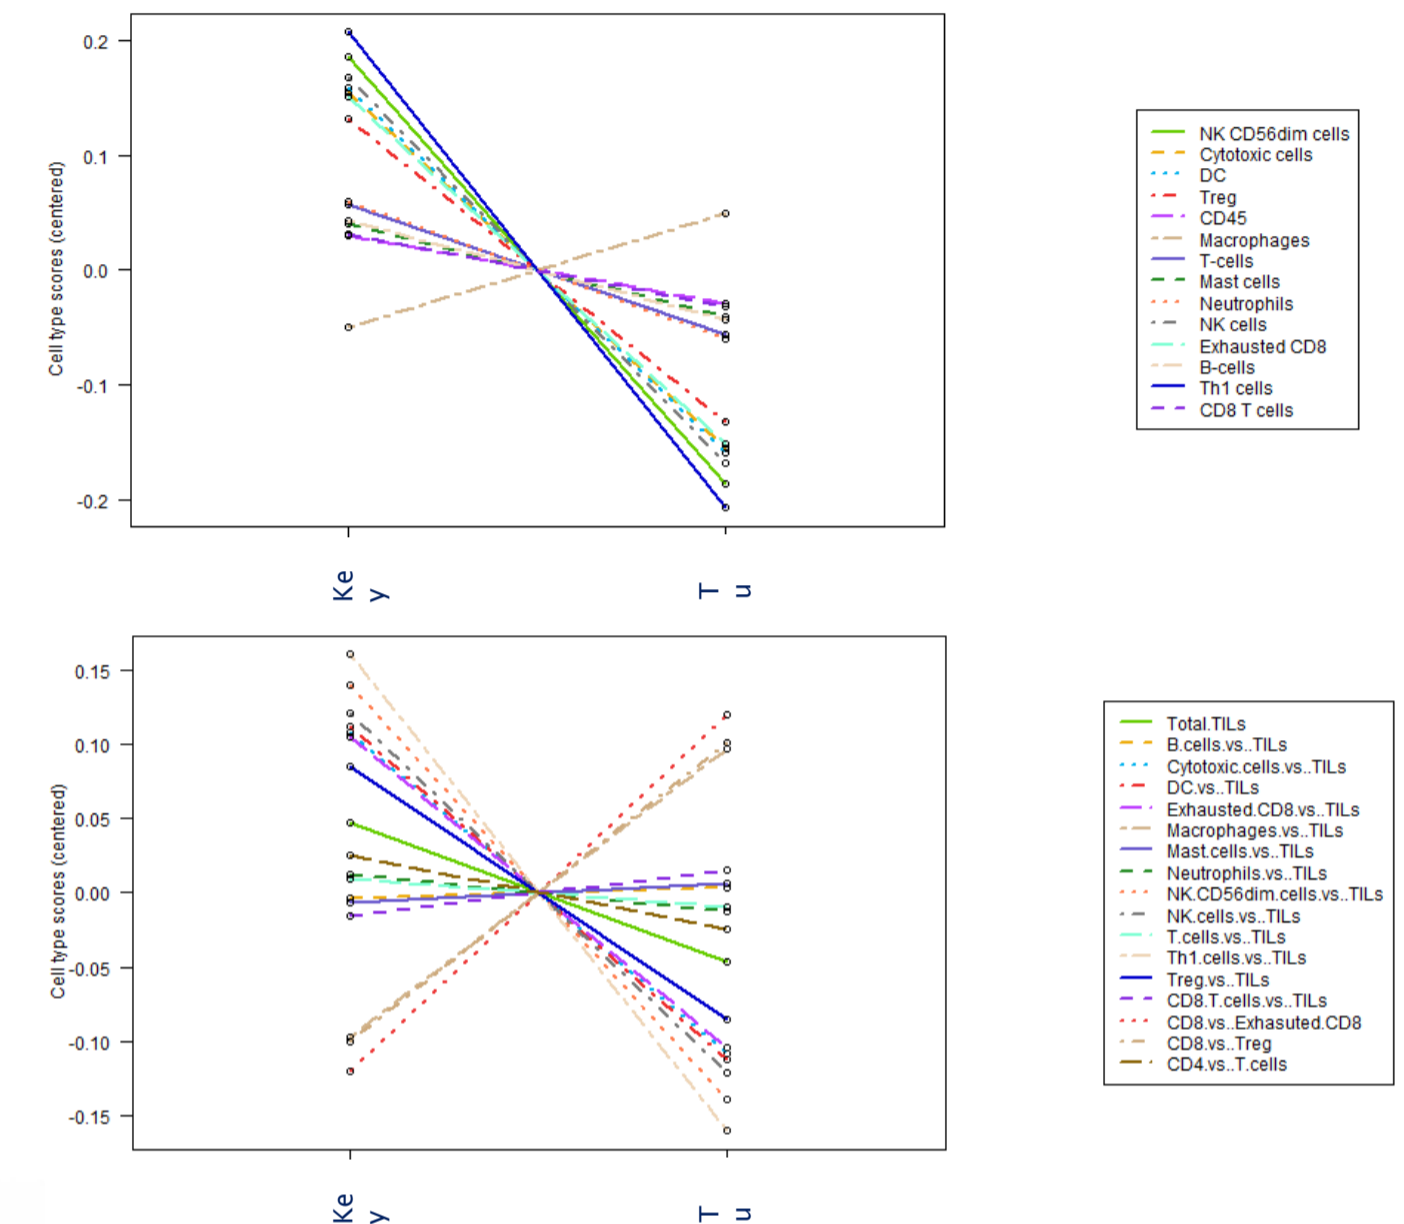 Cell type scores (centered)
0.2
0.1
0.0
-0.1
-0.2
Ke
y
T
u
NK CD56dim cells
Cytotoxic cells
DC
Treg
CD45
Macrophages
T-cells
Mast cells
Neutrophils
NK cells
Exhausted CD8
B-cells
Th1 cells
CD8 T cells
Cell type scores (centered)
0.15
0.10
0.05
0.00
-0.05
-0.10
-0.15
Ke
y
T
u
Total.TILs
B.cells.vs..TILs
Cytotoxic.cells.vs..TILs
DC.vs..TILs
Exhausted.CD8.vs..TILs
Macrophages.vs..TILs
Mast.cells.vs..TILs
Neutrophils.vs..TILs
NK.CD56dim.cells.vs..TILs
NK.cells.vs..TILs
T.cells.vs..TILs
Th1.cells.vs..TILs
Treg.vs..TILs
CD8.T.cells.vs..TILs
CD8.vs..Exhasuted.CD8
CD8.vs..Treg
CD4.vs..T.cells